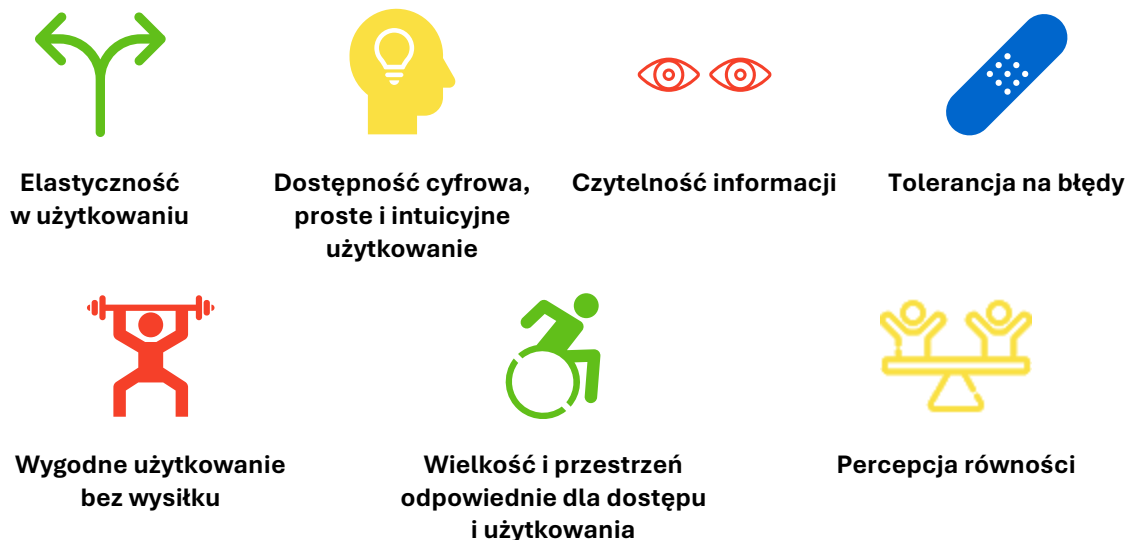 Elastyczność
w użytkowaniu
Dostępność cyfrowa,
proste i intuicyjne
użytkowanie
Czytelność informacji
Tolerancja na błędy
Wygodne użytkowanie
bez wysiłku
Wielkość i przestrzeń
odpowiednie dla dostępu
i użytkowania
Percepcja równości